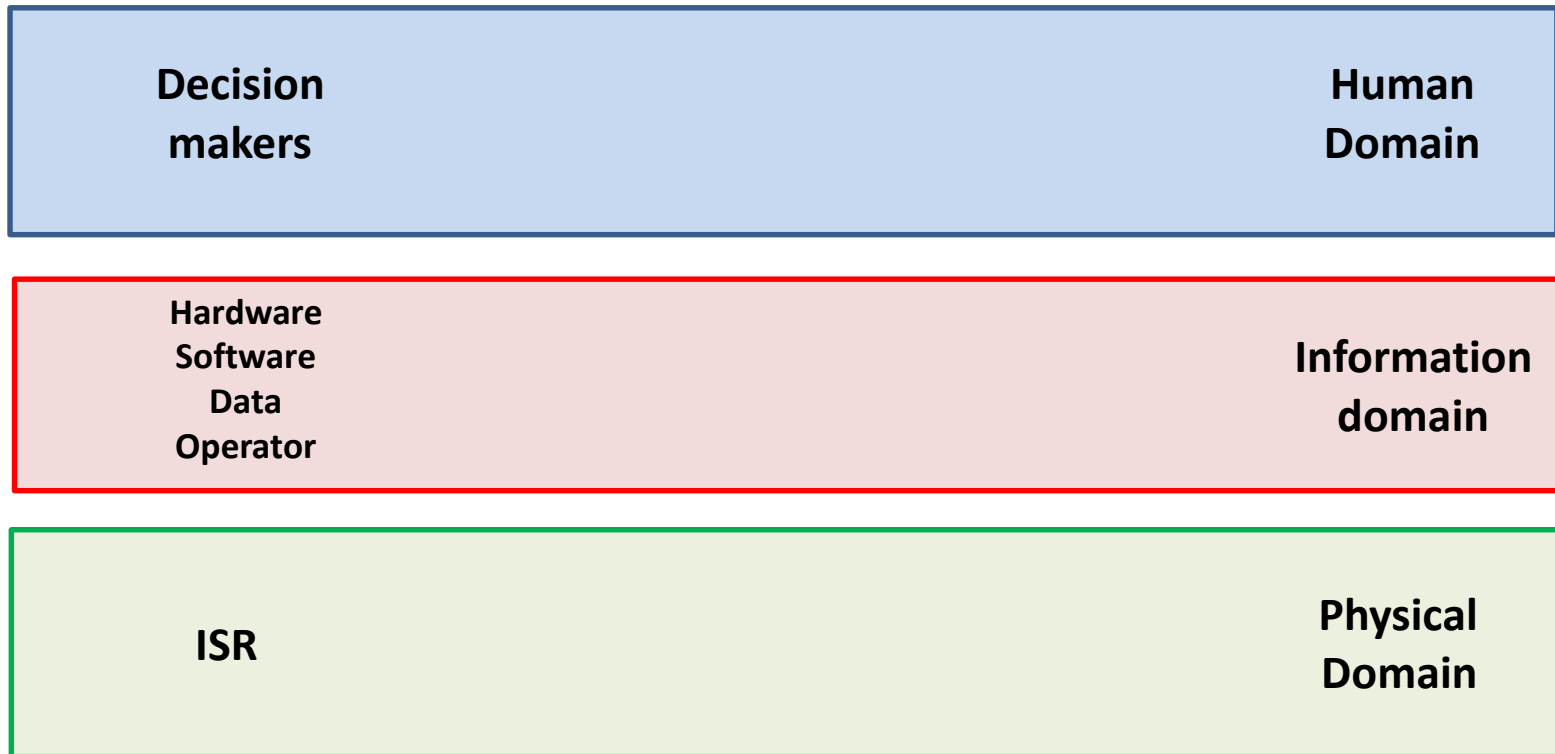 Decision
makers
Human
Domain
Hardware
Software
Data
Operator
Information
domain
ISR
Physical
Domain